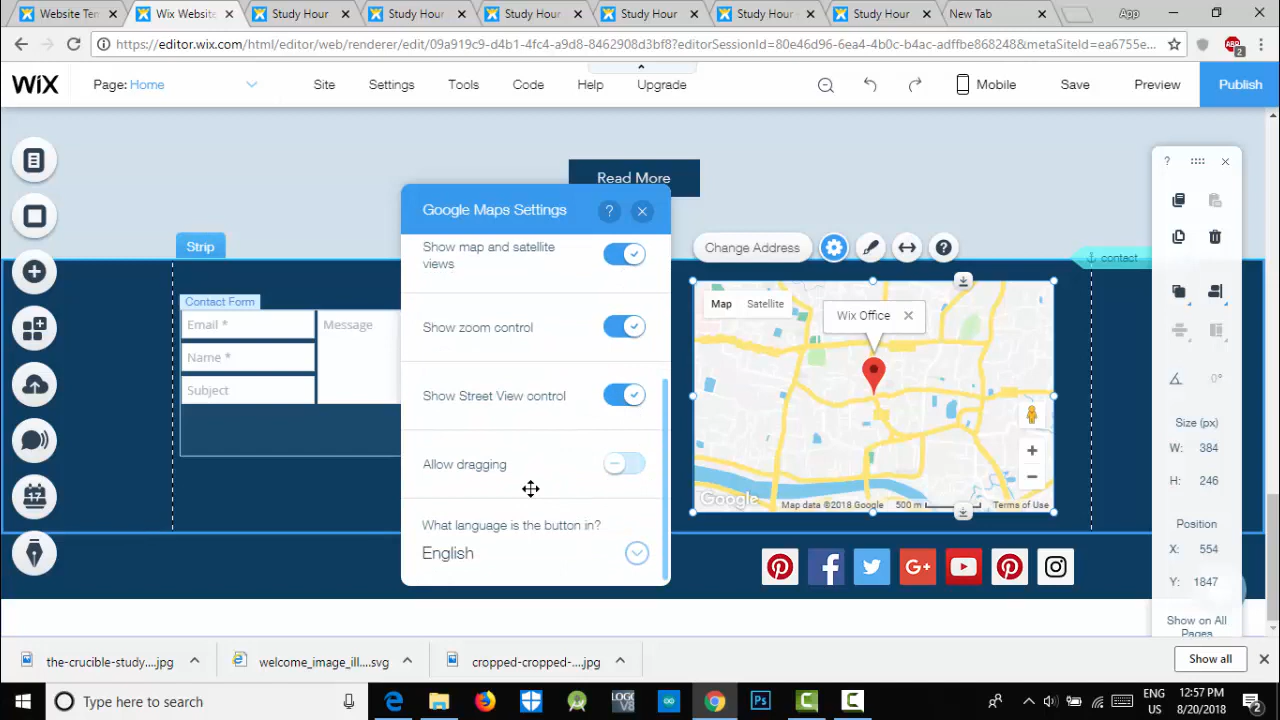 Website Ten
Wix Websit
Study Hour
Study Hour
Study Hour
Study Hour
Study Hour
Study Hour
New Tab
App
https://editor.wix.com/html/editor/web/renderer/edit/09a919c9-d4b1-4fc4-a9d8-8462908d3bf8?editorSessionId=80e46d96-6ea4-4b0c-b4ac-adffbe868248&metaSiteId=ea6755e...
ABP
2
WiX
Page: Home
Site
Settings
Tools
Code
Help
Upgrade
Mobile
Save
Preview
Publish
Read More
Strip
Contact Form
Email *
Name *
Subject
Message
Google Maps Settings
?
Show map and satellite
views
Show zoom control
Show Street View control
Allow dragging
What language is the button in?
English
Change Address
?
contact
Map
Satellite
Wix Office
Google
Map data ©2018 Google
500 m
Terms of Use
?
0°
Size (px)
W: 384
H: 246
Position
X: 554
Y: 1847
Show on All
Pages
the-crucible-study....jpg
welcome_image_ill....svg
cropped-cropped-....jpg
Show all
Type here to search
ENG
US
12:57 PM
8/20/2018
2